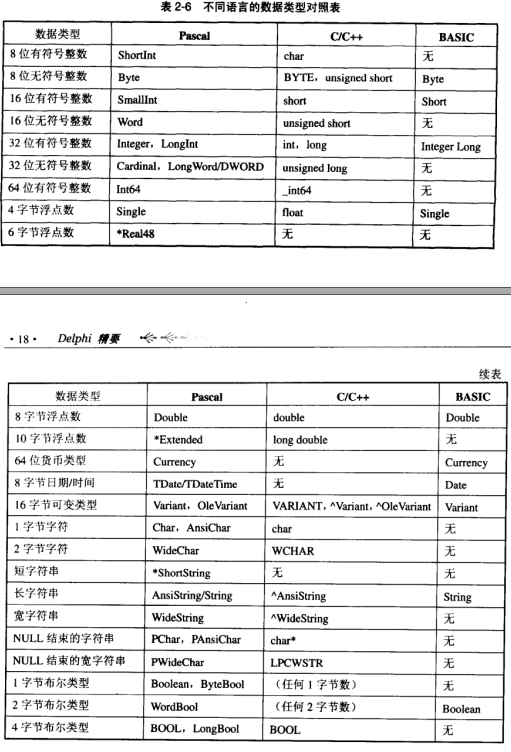 表 2-6 不同语言的数据类型对照表
数据类型 Pascal C/C++ BASIC
8 位有符号整数 ShortInt char 无
8 位无符号整数 Byte BYTE，unsigned short Byte
16 位有符号整数 SmallInt short Short
16 位无符号整数 Word unsigned short 无
32 位有符号整数 Integer，LongInt int，long Integer Long
32 位无符号整数 Cardinal，LongWord/DWORD unsigned long 无
64 位有符号整数 Int64 _int64 无
4 字节浮点数 Single float Single
6 字节浮点数 *Real48 无 无
·18· Delphi 精要
续表
数据类型 Pascal C/C++ BASIC
8 字节浮点数 Double double Double
10 字节浮点数 *Extended long double 无
64 位货币类型 Currency 无 Currency
8 字节日期/时间 TDate/TDateTime 无 Date
16 字节可变类型 Variant，OleVariant VARIANT，^Variant，^OleVariant Variant
1 字节字符 Char，AnsiChar char 无
2 字节字符 WideChar WCHAR 无
短字符串 *ShortString 无 无
长字符串 AnsiString/String ^AnsiString String
宽字符串 WideString ^WideString 无
NULL 结束的字符串 PChar，PAnsiChar char* 无
NULL 结束的宽字符串 PWideChar LPCWSTR 无
1 字节布尔类型 Boolean，ByteBool （任何 1 字节数） 无
2 字节布尔类型 WordBool （任何 2 字节数） Boolean
4 字节布尔类型 BOOL，LongBool BOOL 无